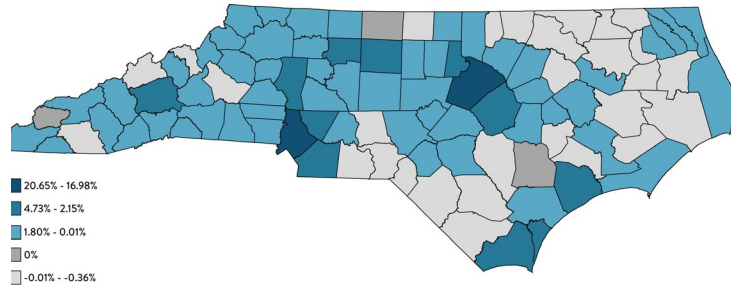 20.65% - 16.98%
4.73% - 2.15%
1.80% - 0.01%
0%
-0.01% - -0.36%